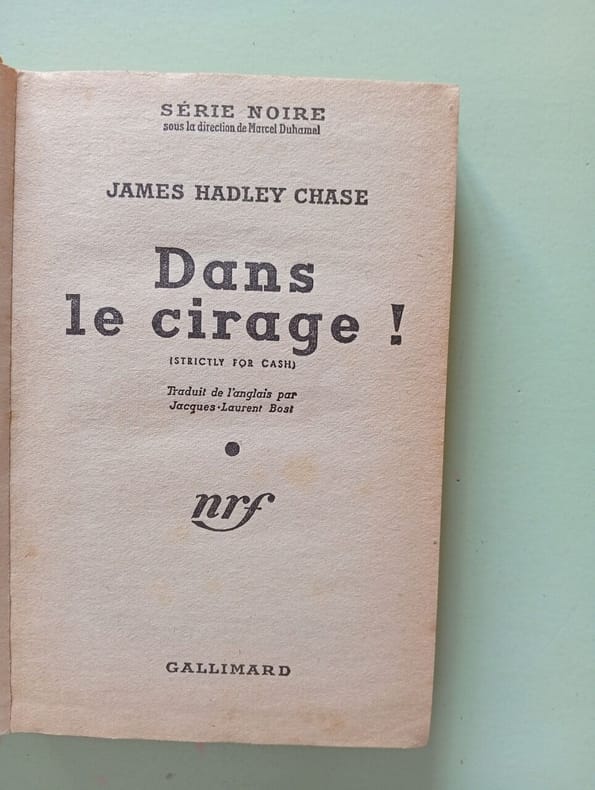 SÉRIE NOIRE
sous la direction de Marcel Duhamel
JAMES HADLEY CHASE
Dans
le cirage !
(STRICTLY FOR CASH)
Traduit de l'anglais par
Jacques-Laurent Bost
nrf
GALLIMARD